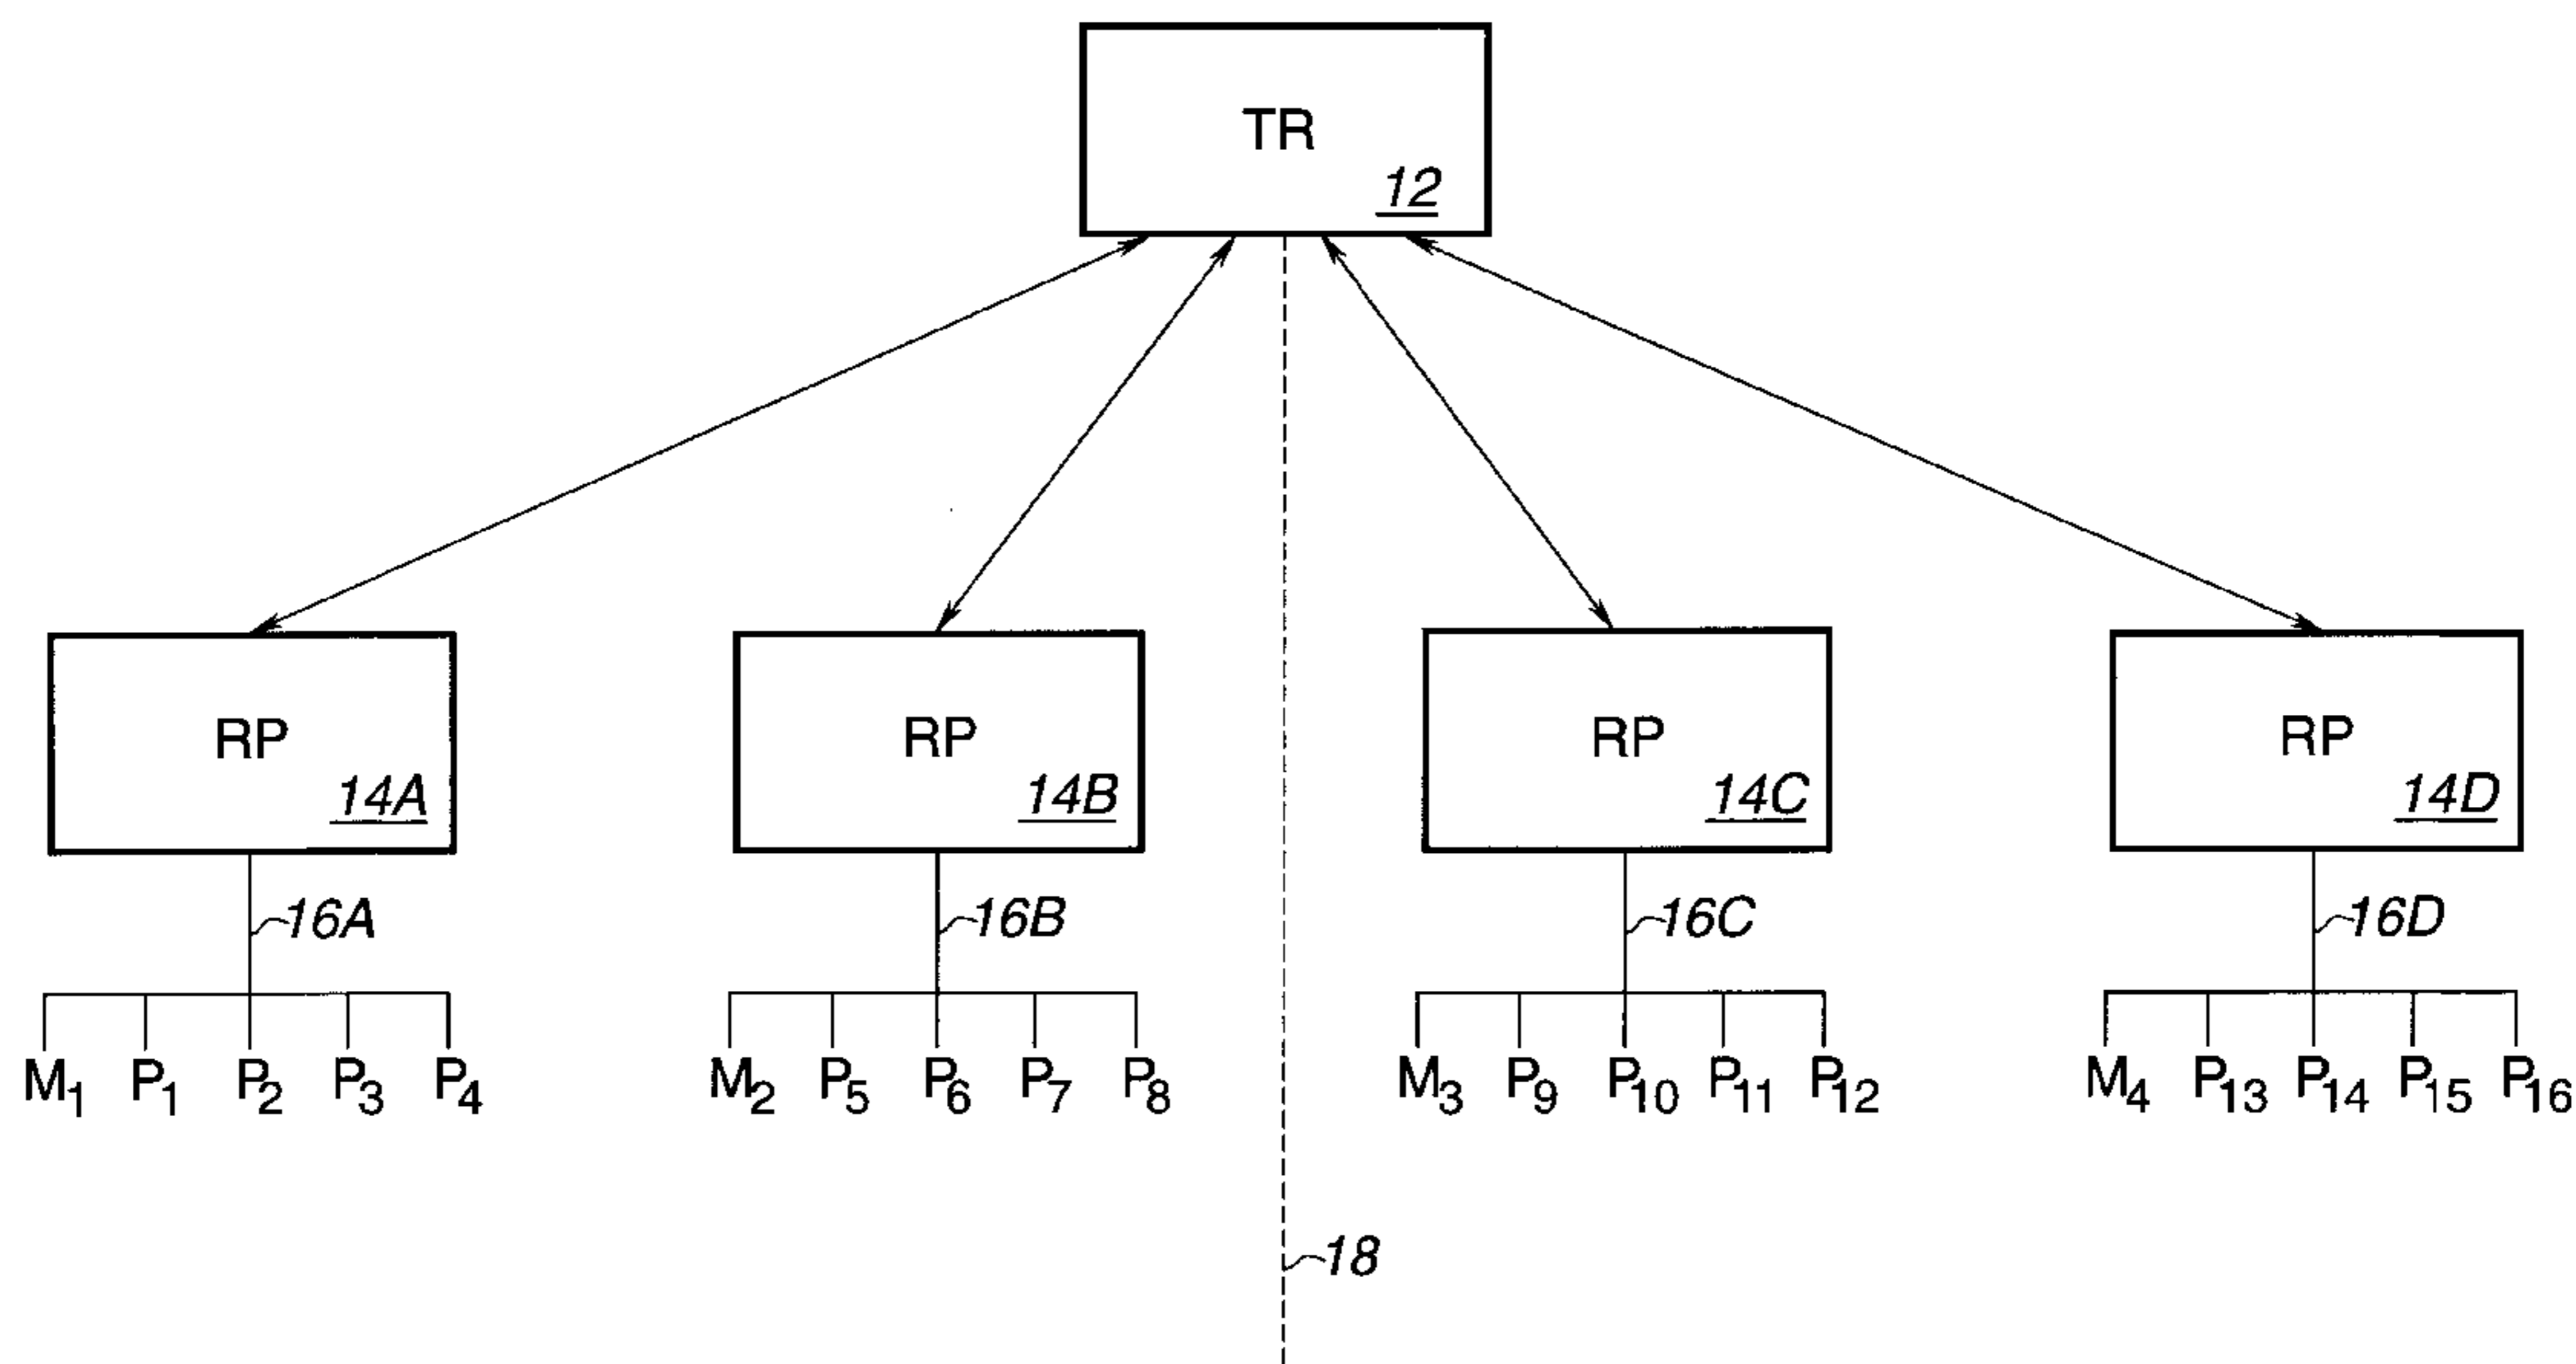 TR
12
RP 14A RP 14B RP 14C RP 14D
16A 16B 16C 16D
M1 P1 P2 P3 P4 M2 P5 P6 P7 P8 M3 P9 P10 P11 P12 M4 P13 P14 P15 P16
18